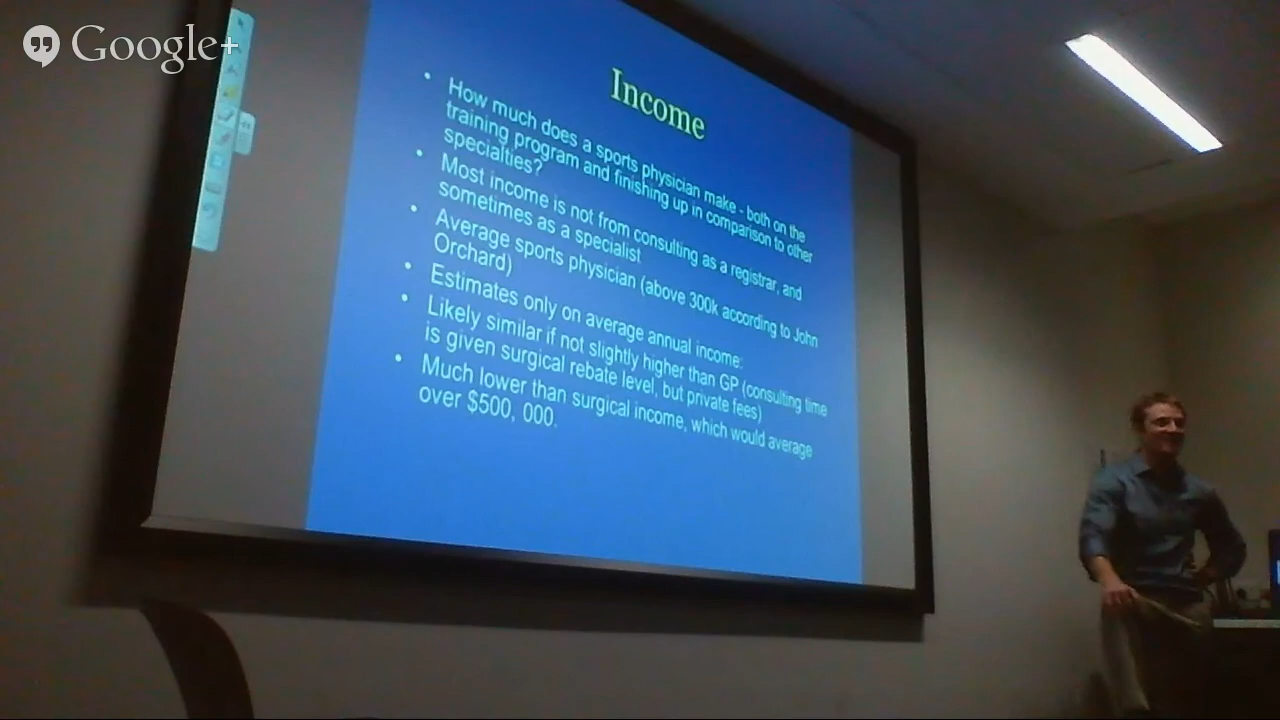 Google+
Income
• How much does a sports physician make - both on the
training program and finishing up in comparison to other
specialties?
• Most income is not from consulting as a registrar, and
sometimes as a specialist
• Average sports physician (above 300k according to John
Orchard)
• Estimates only on average annual income:
• Likely similar if not slightly higher than GP (consulting time
is given surgical rebate level, but private fees)
• Much lower than surgical income, which would average
over $500, 000.